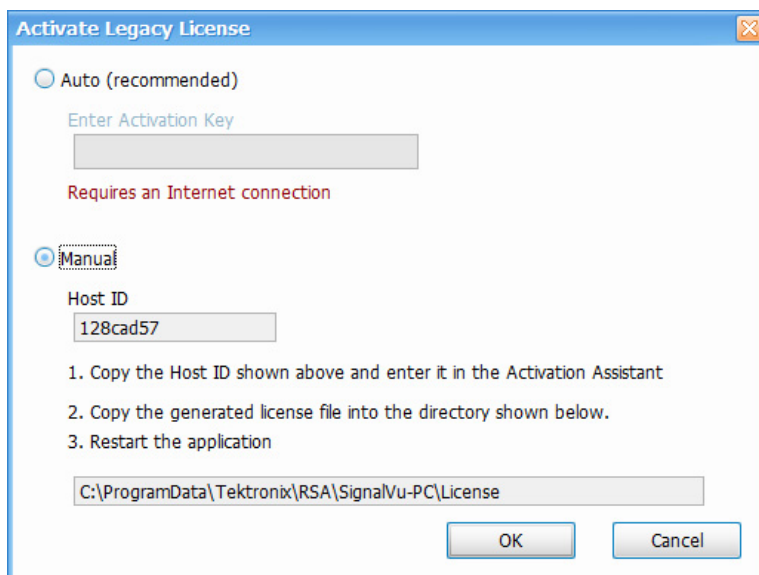 Activate Legacy License
Auto (recommended)
Enter Activation Key
Requires an Internet connection
Manual
Host ID
128cad57
1. Copy the Host ID shown above and enter it in the Activation Assistant
2. Copy the generated license file into the directory shown below.
3. Restart the application
C:\ProgramData\Tektronix\RSA\SignalVu-PC\License
OK
Cancel